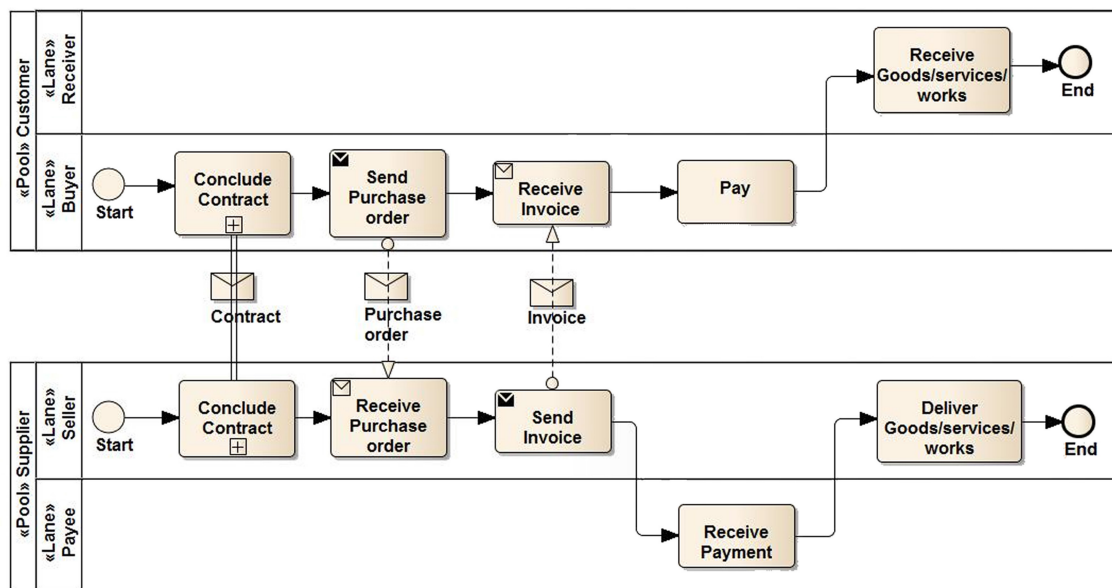 «Pool» Customer
«Lane»
Receiver
Receive
Goods/services/
works
End
«Lane»
Buyer
Start
Conclude
Contract
Send
Purchase
order
Receive
Invoice
Pay
Contract
Purchase
order
Invoice
«Pool» Supplier
«Lane»
Seller
Start
Conclude
Contract
Receive
Purchase
order
Send
Invoice
Deliver
Goods/services/
works
End
«Lane»
Payee
Receive
Payment